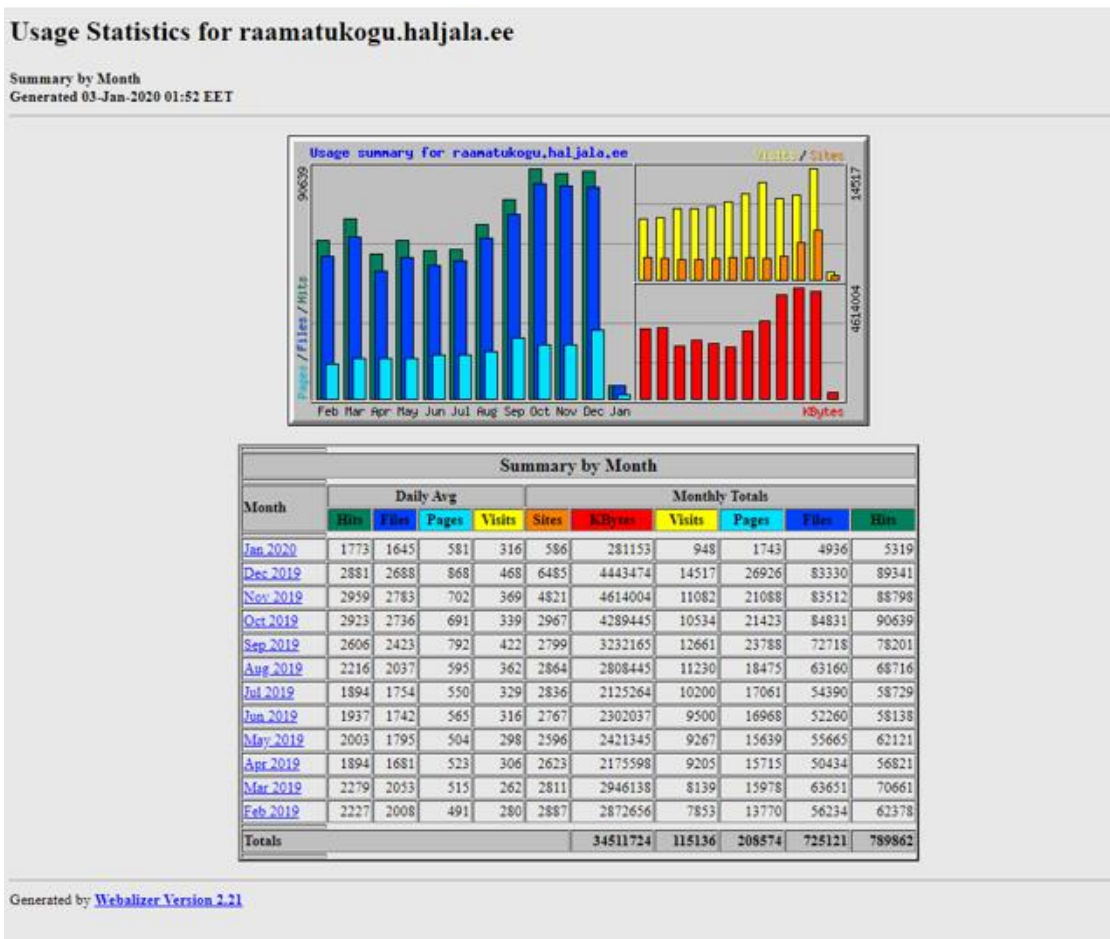 Usage Statistics for raamatukogu.haljala.ee
Summary by Month
Generated 03-Jan-2020 01:52 EET
Usage summary for raamatukogu.haljala.ee
Visits / Sites
90639
14517
Pages / Files / Hits
4614004
Feb Mar Apr May Jun Jul Aug Sep Oct Nov Dec Jan
KBytes
Summary by Month
Month Daily Avg Monthly Totals
Hits Files Pages Visits Sites KBytes Visits Pages Files Hits
Jan 2020 1773 1645 581 316 586 281153 948 1743 4936 5319
Dec 2019 2881 2688 868 468 6485 4443474 14517 26926 83330 89341
Nov 2019 2959 2783 702 369 4821 4614004 11082 21088 83512 88798
Oct 2019 2923 2736 691 339 2967 4289445 10534 21423 84831 90639
Sep 2019 2606 2423 792 422 2799 3232165 12661 23788 72718 78201
Aug 2019 2216 2037 595 362 2864 2808445 11230 18475 63160 68716
Jul 2019 1894 1754 550 329 2836 2125264 10200 17061 54390 58729
Jun 2019 1937 1742 565 316 2767 2302037 9500 16968 52260 58138
May 2019 2003 1795 504 298 2596 2421345 9267 15639 55665 62121
Apr 2019 1894 1681 523 306 2623 2175598 9205 15715 50434 56821
Mar 2019 2279 2053 515 262 2811 2946138 8139 15978 63651 70661
Feb 2019 2227 2008 491 280 2887 2872656 7853 13770 56234 62378
Totals 34511724 115136 208574 725121 789862
Generated by Webalizer Version 2.21